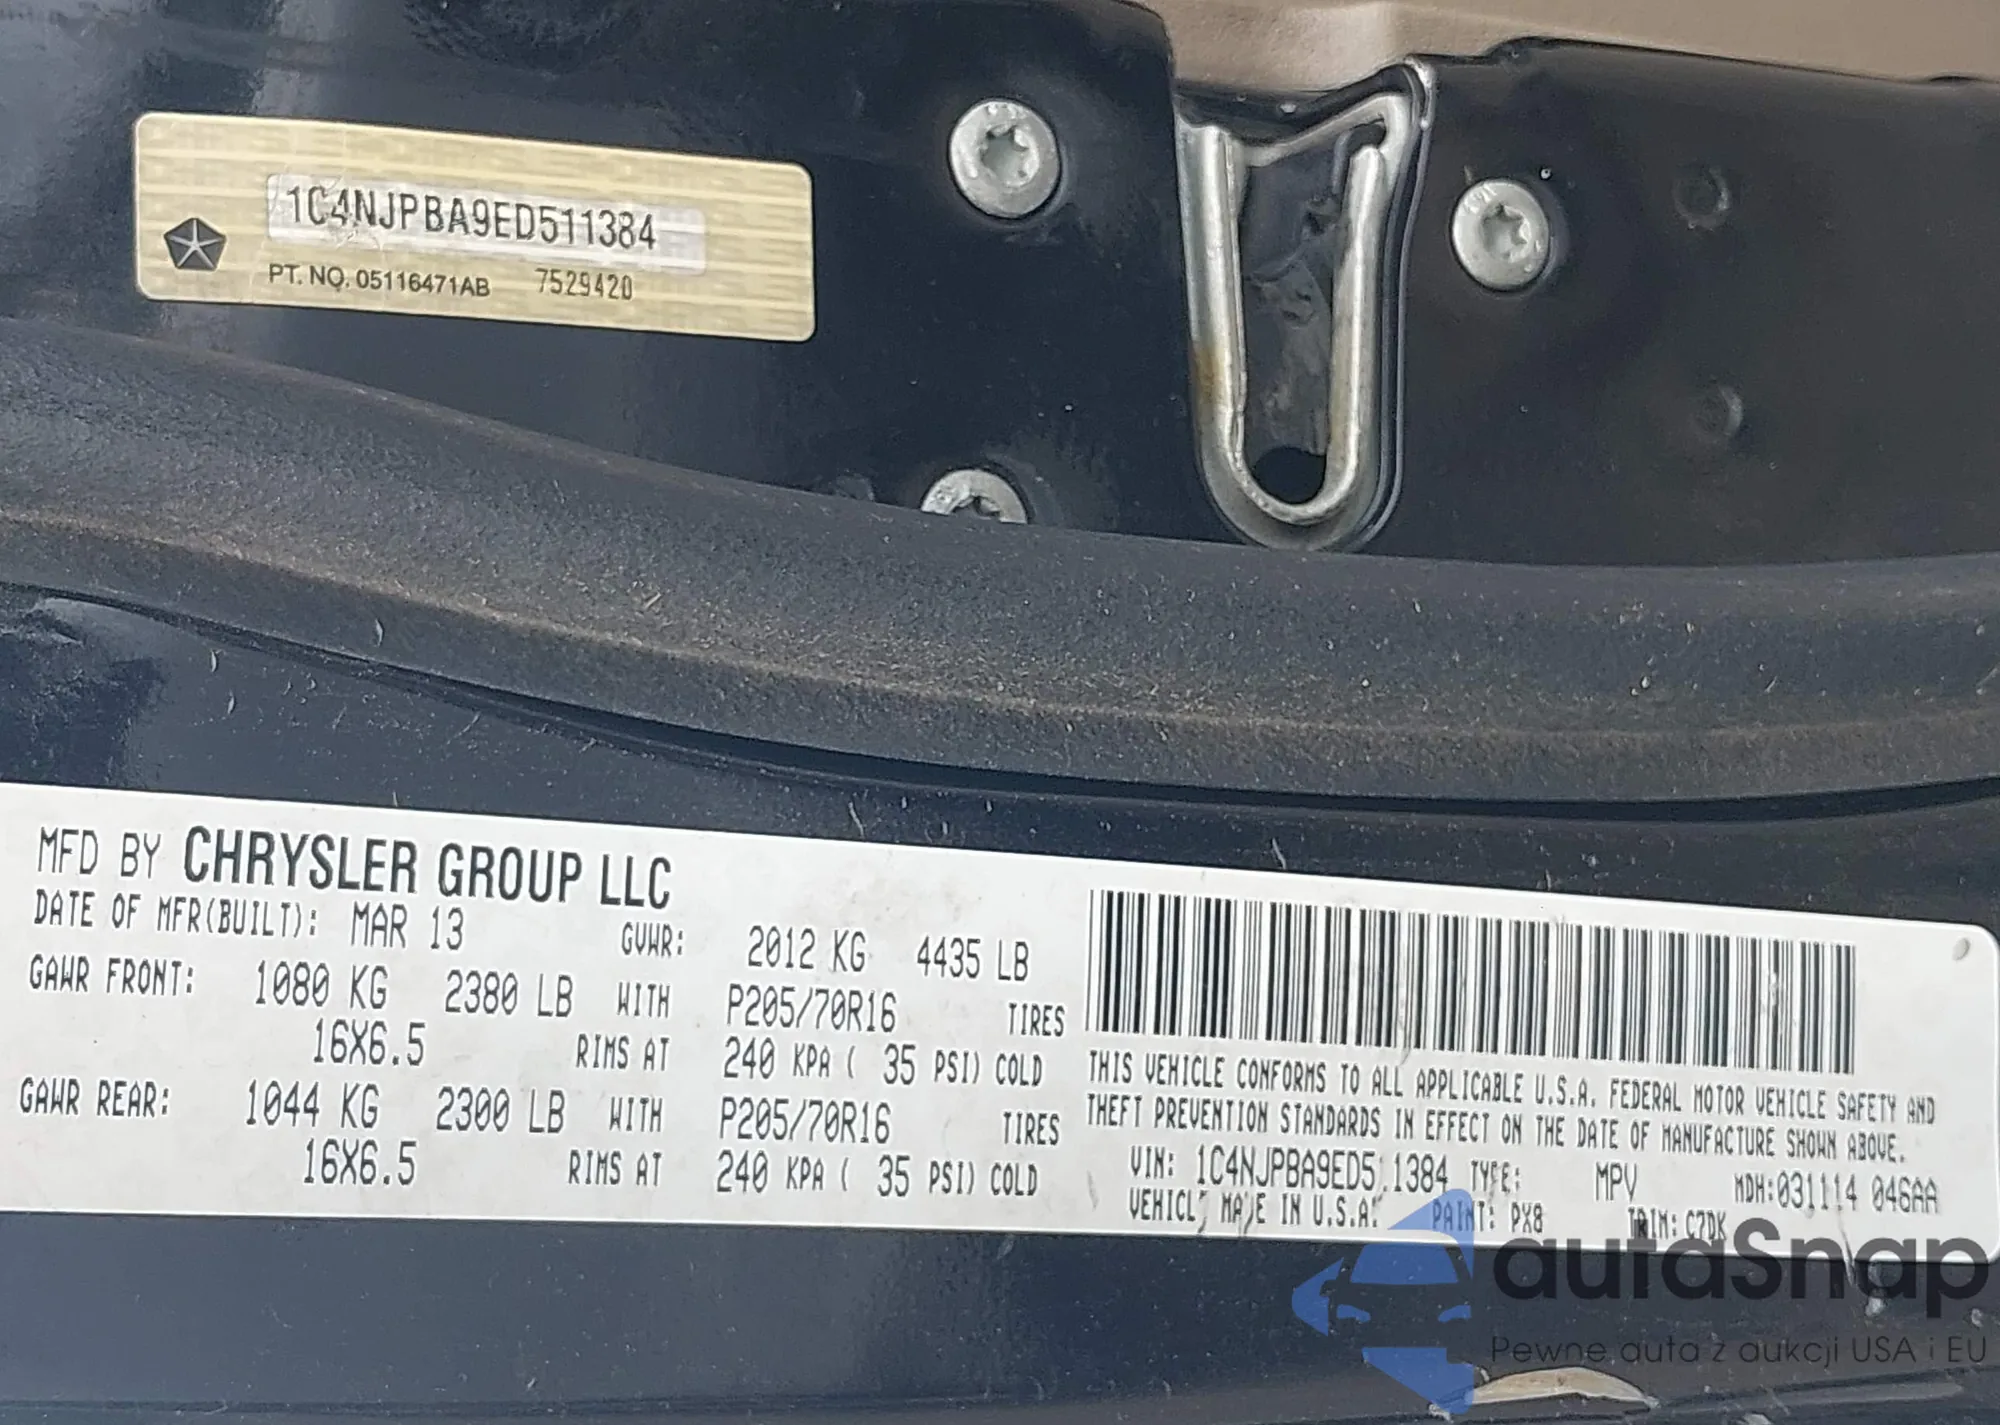 1C4NJPBA9ED511384
PT. NO. 05116471AB 7529420
MFD BY CHRYSLER GROUP LLC
DATE OF MFR(BUILT): MAR 13 GVWR: 2012 KG 4435 LB
GAWR FRONT: 1080 KG 2380 LB WITH P205/70R16 TIRES
16X6.5 RIMS AT 240 KPA ( 35 PSI) COLD
GAWR REAR: 1044 KG 2300 LB WITH P205/70R16 TIRES
16X6.5 RIMS AT 240 KPA ( 35 PSI) COLD
THIS VEHICLE CONFORMS TO ALL APPLICABLE U.S.A. FEDERAL MOTOR VEHICLE SAFETY AND
THEFT PREVENTION STANDARDS IN EFFECT ON THE DATE OF MANUFACTURE SHOWN ABOVE.
VIN: 1C4NJPBA9ED511384 TYPE: MPV MDH:031114 046AA
VEHICLE MADE IN U.S.A. PAINT: PX8 TRIM: C7DK
autaSnap
Pewne auta z aukcji USA i EU